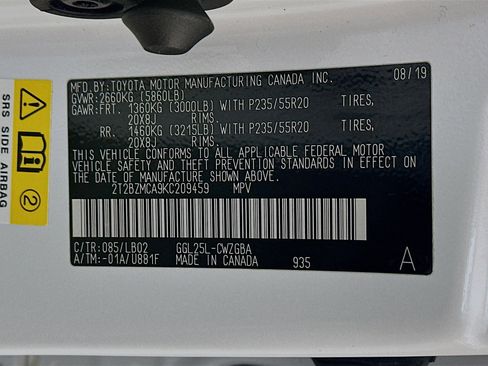 MFD. BY: TOYOTA MOTOR MANUFACTURING CANADA INC. 08/19
GVWR: 2660KG (5860LB)
GAWR: FRT. 1360KG (3000LB) WITH P235/55R20 TIRES,
20X8J RIMS.
RR. 1460KG (3215LB) WITH P235/55R20 TIRES,
20X8J RIMS.
THIS VEHICLE CONFORMS TO ALL APPLICABLE FEDERAL MOTOR
VEHICLE SAFETY AND THEFT PREVENTION STANDARDS IN EFFECT
ON THE DATE OF MANUFACTURE SHOWN ABOVE.
2T2BZMCA9KC209459 MPV
C/TR: 085/LB02 GGL25L-CWZGBA
A/TM: -01A/U881F MADE IN CANADA 935 A
SRS SIDE AIRBAG
2